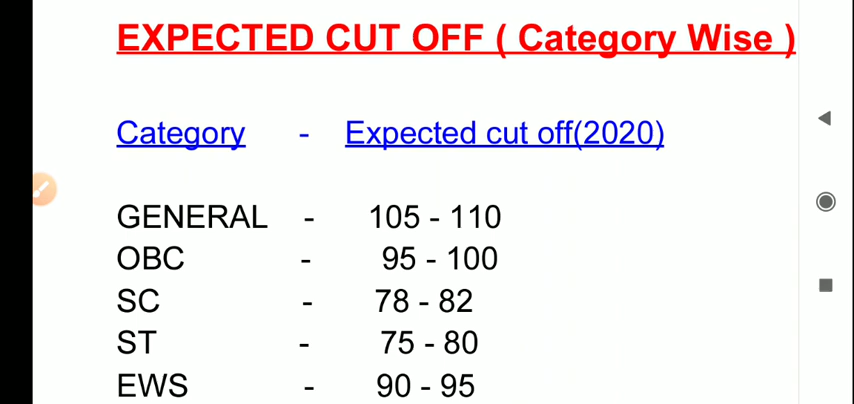 EXPECTED CUT OFF ( Category Wise )
Category - Expected cut off(2020)
GENERAL - 105 - 110
OBC - 95 - 100
SC - 78 - 82
ST - 75 - 80
EWS - 90 - 95